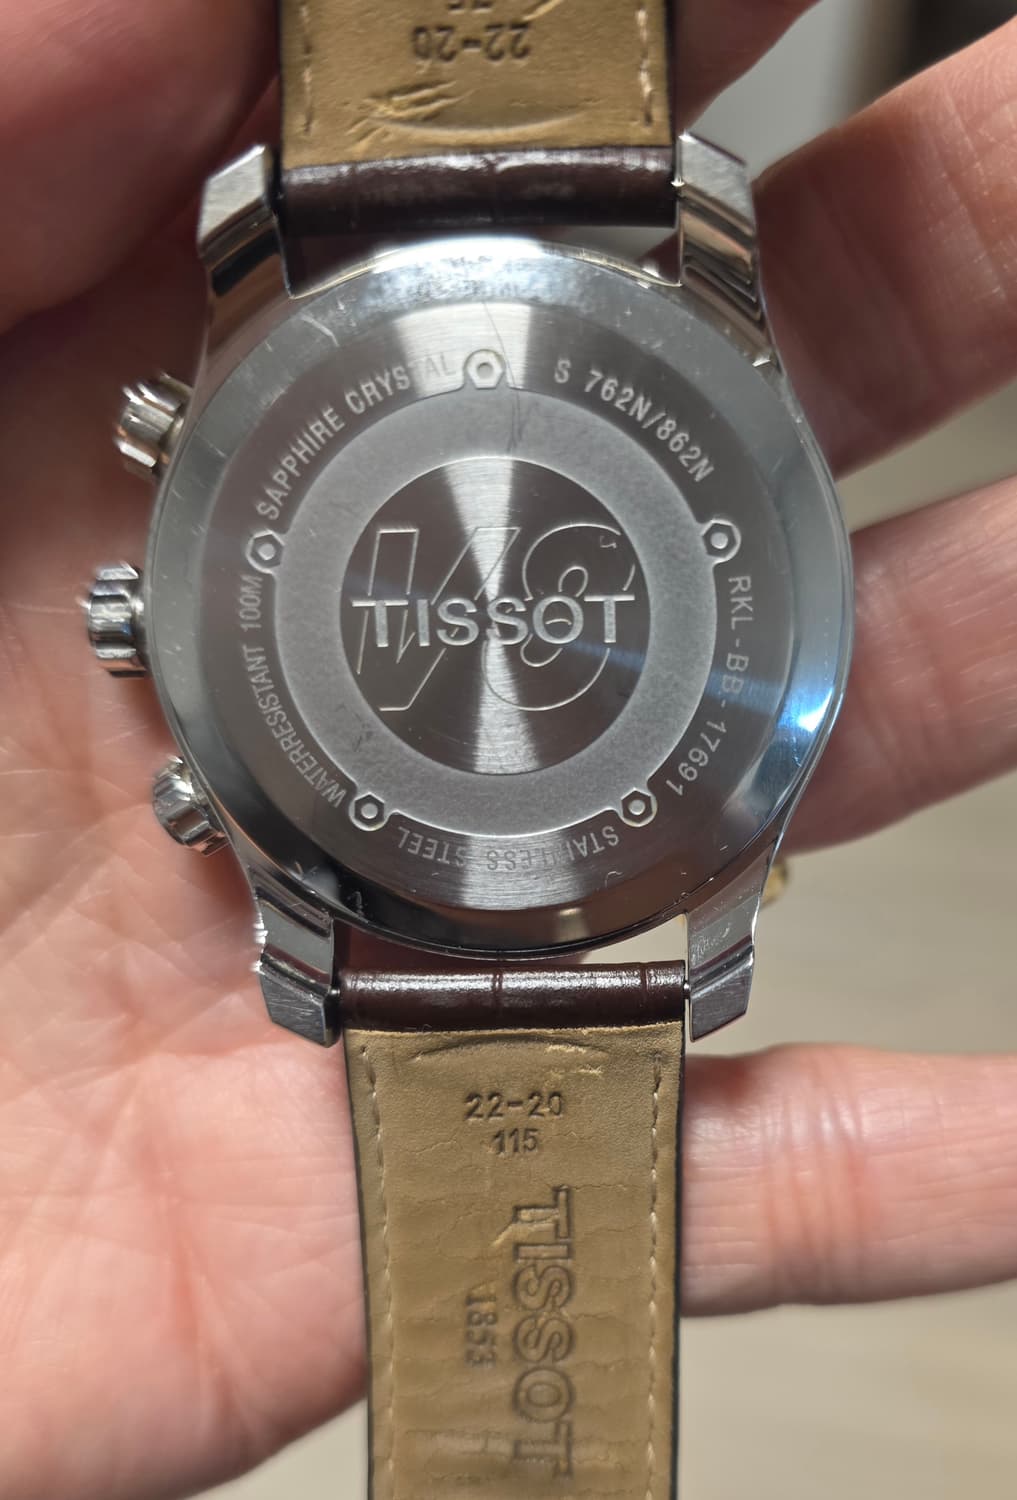 22-20
SAPPHIRE CRYSTAL
S 762N/862N
RKL-BB-17691
STAINLESS STEEL
WATERRESISTANT 100M
V8
TISSOT
22-20
115
TISSOT
1853